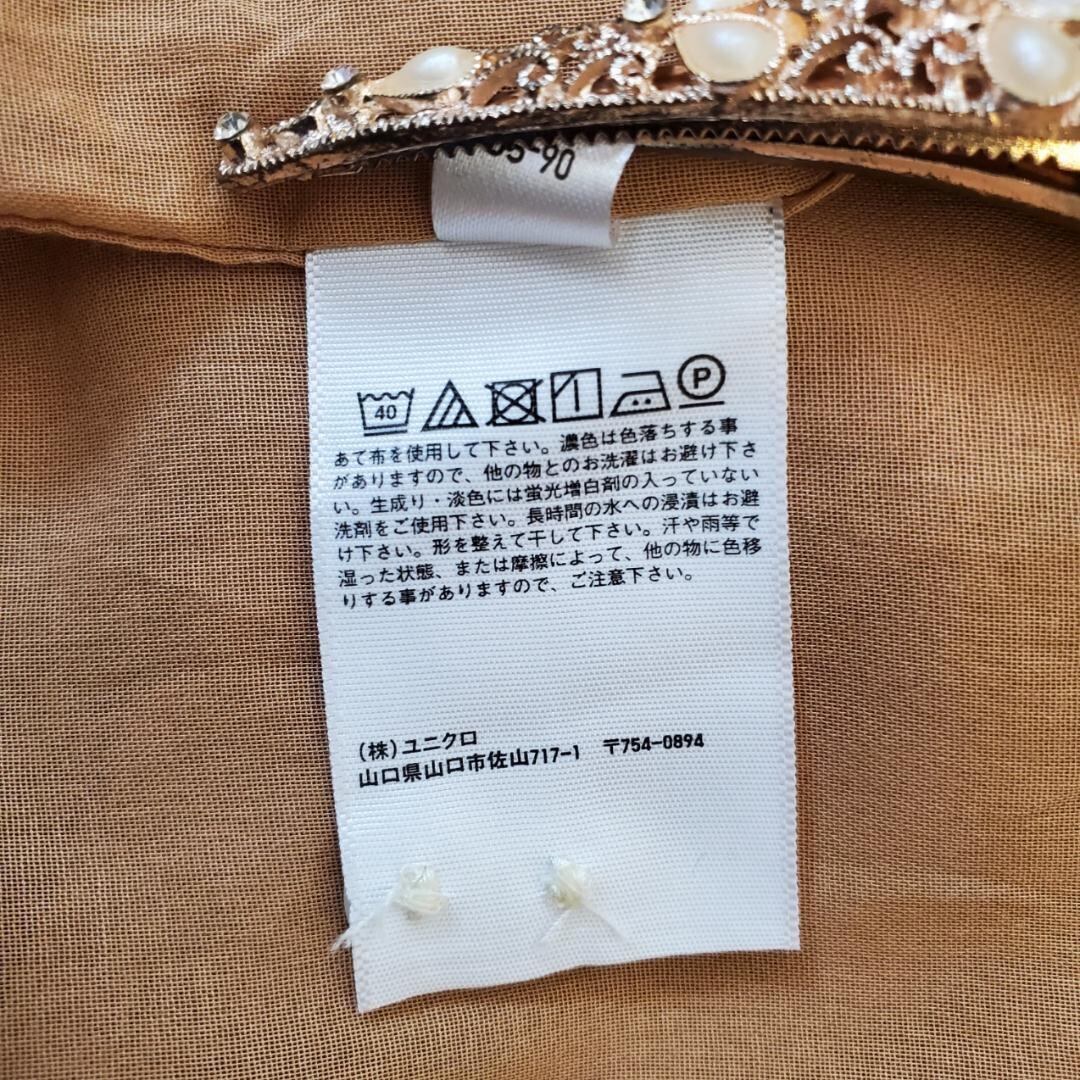 5-90
40
P
あて布を使用して下さい。濃色は色落ちする事
がありますので、他の物とのお洗濯はお避け下さ
い。生成り・淡色には蛍光増白剤の入っていない
洗剤をご使用下さい。長時間の水への浸漬はお避
け下さい。形を整えて干して下さい。汗や雨等で
湿った状態、または摩擦によって、他の物に色移
りする事がありますので、ご注意下さい。
(株)ユニクロ
山口県山口市佐山717-1 〒754-0894